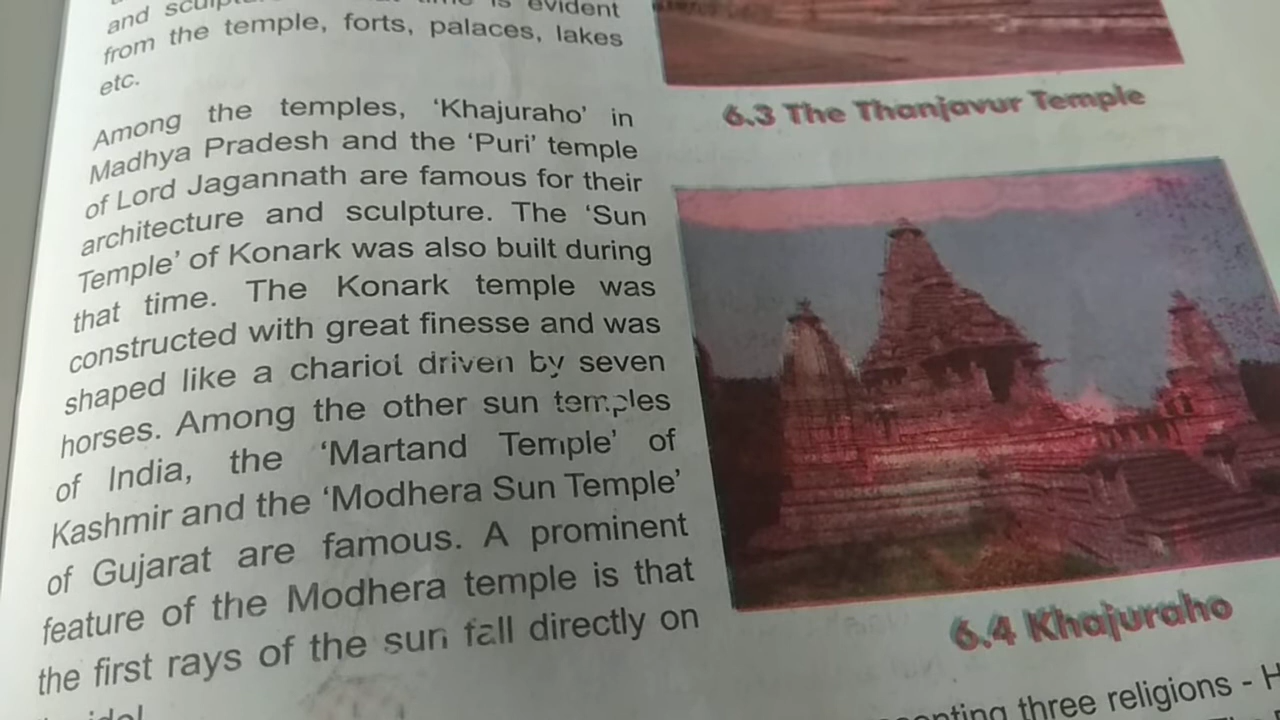 and is evident
from the temple, forts, palaces, lakes
etc.
Among the temples, ‘Khajuraho’ in
Madhya Pradesh and the ‘Puri’ temple
of Lord Jagannath are famous for their
architecture and sculpture. The ‘Sun
Temple’ of Konark was also built during
that time. The Konark temple was
constructed with great finesse and was
shaped like a chariot driven by seven
horses. Among the other sun temples
of India, the ‘Martand Temple’ of
Kashmir and the ‘Modhera Sun Temple’
of Gujarat are famous. A prominent
feature of the Modhera temple is that
the first rays of the sun fall directly on
6.3 The Thanjavur Temple
6.4 Khajuraho
three religions -